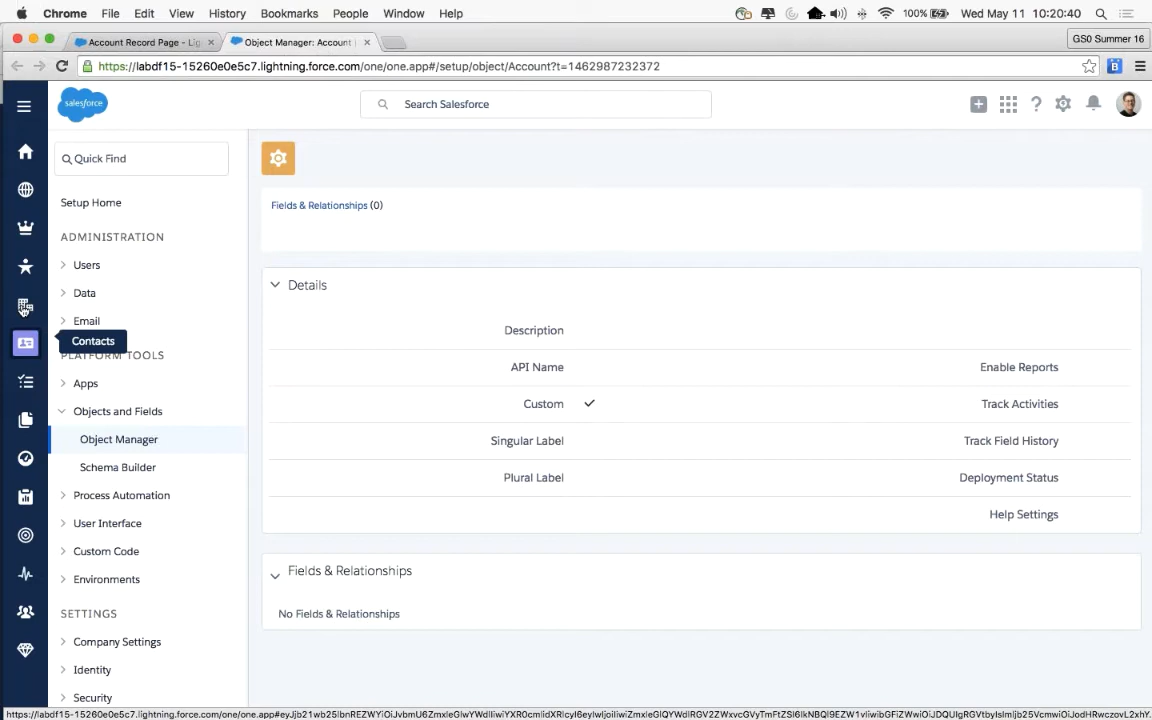 Chrome File Edit View History Bookmarks People Window Help 100% Wed May 11 10:20:40
Account Record Page - Lig
Object Manager: Account
GS0 Summer 16
https://labdf15-15260e0e5c7.lightning.force.com/one/one.app#/setup/object/Account?t=1462987232372
salesforce
Search Salesforce
Quick Find
Setup Home
ADMINISTRATION
Users
Data
Email
Contacts
PLATFORM TOOLS
Apps
Objects and Fields
Object Manager
Schema Builder
Process Automation
User Interface
Custom Code
Environments
SETTINGS
Company Settings
Identity
Security
Fields & Relationships (0)
Details
Description
API Name Enable Reports
Custom Track Activities
Singular Label Track Field History
Plural Label Deployment Status
Help Settings
Fields & Relationships
No Fields & Relationships